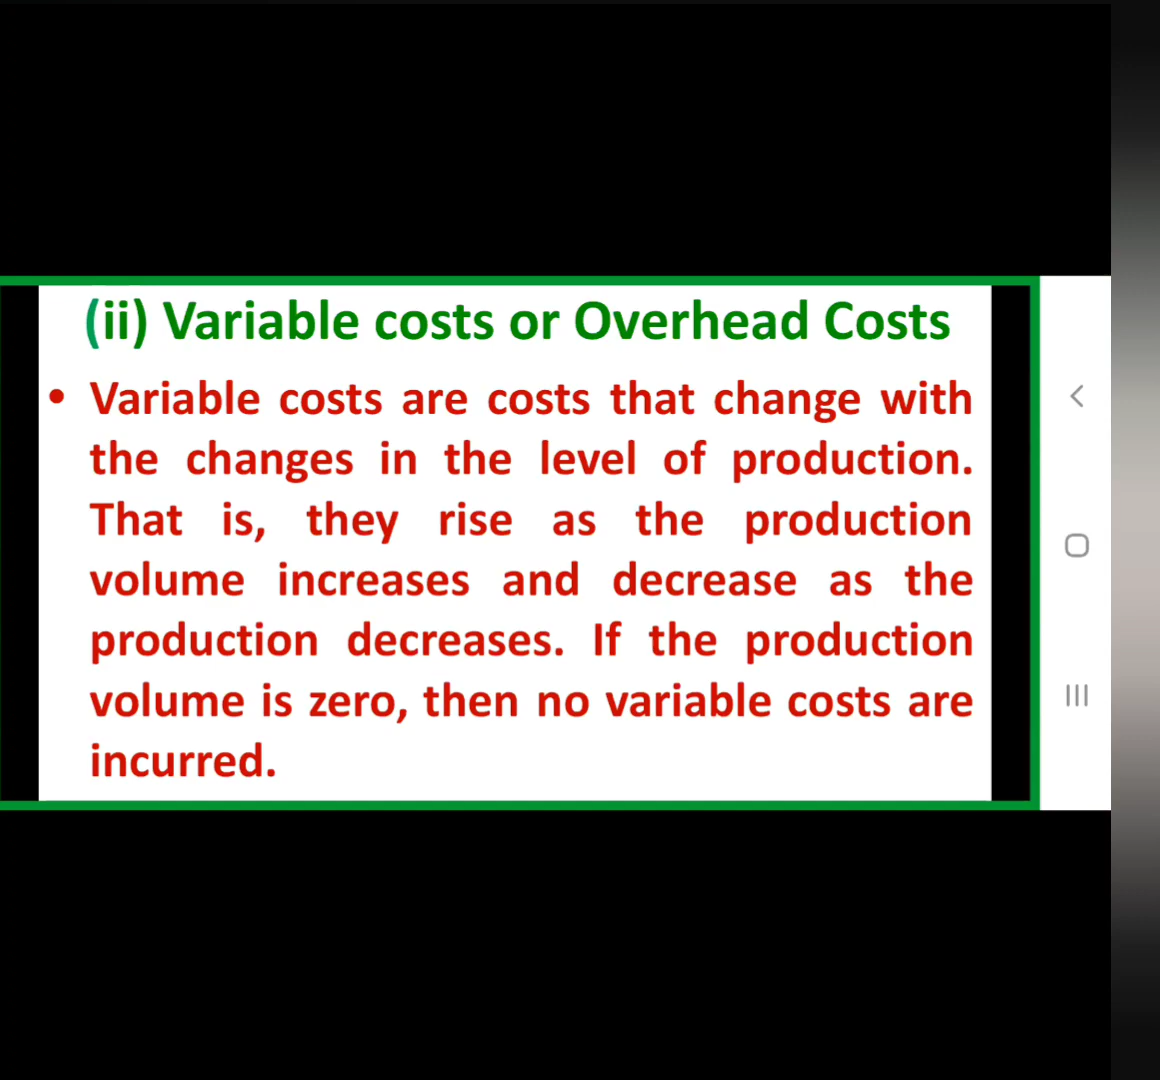 (ii) Variable costs or Overhead Costs
• Variable costs are costs that change with
the changes in the level of production.
That is, they rise as the production
volume increases and decrease as the
production decreases. If the production
volume is zero, then no variable costs are
incurred.